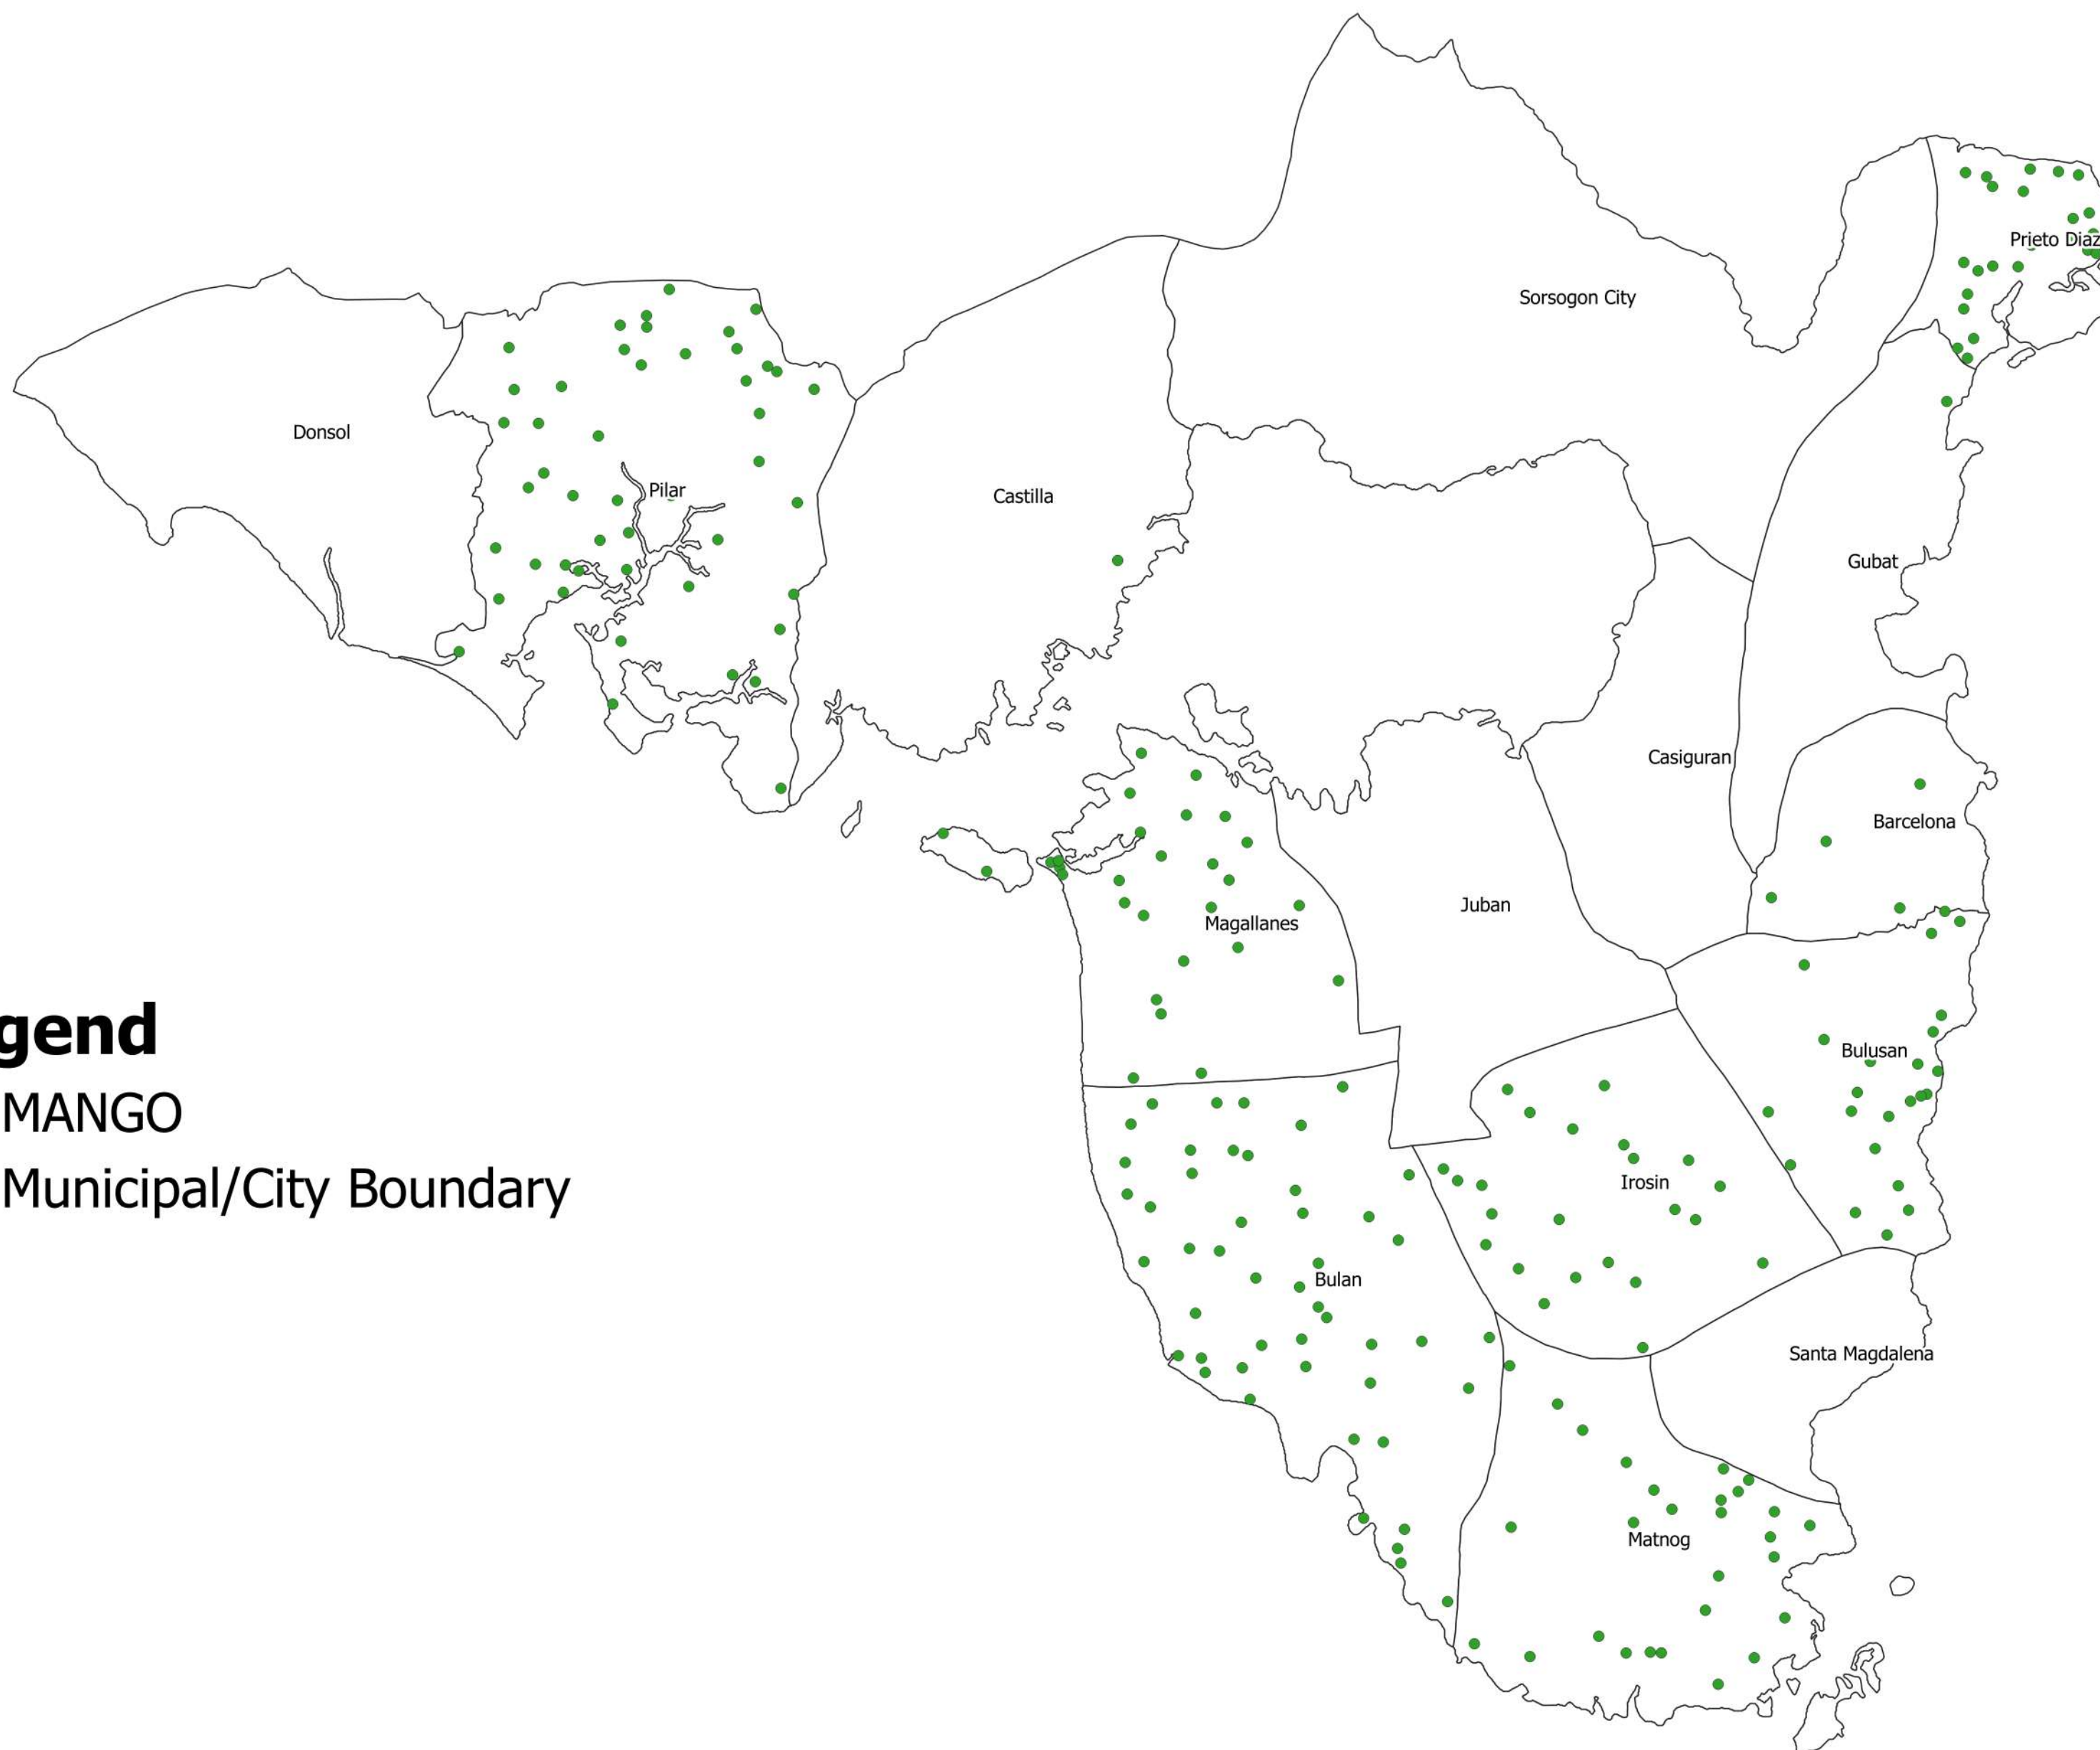 Prieto Diaz
Sorsogon City
Donsol
Pilar
Castilla
Gubat
Casiguran
Barcelona
Juban
Magallanes
gend
Bulusan
MANGO
Irosin
Municipal/City Boundary
Bulan
Santa Magdalena
Matnog